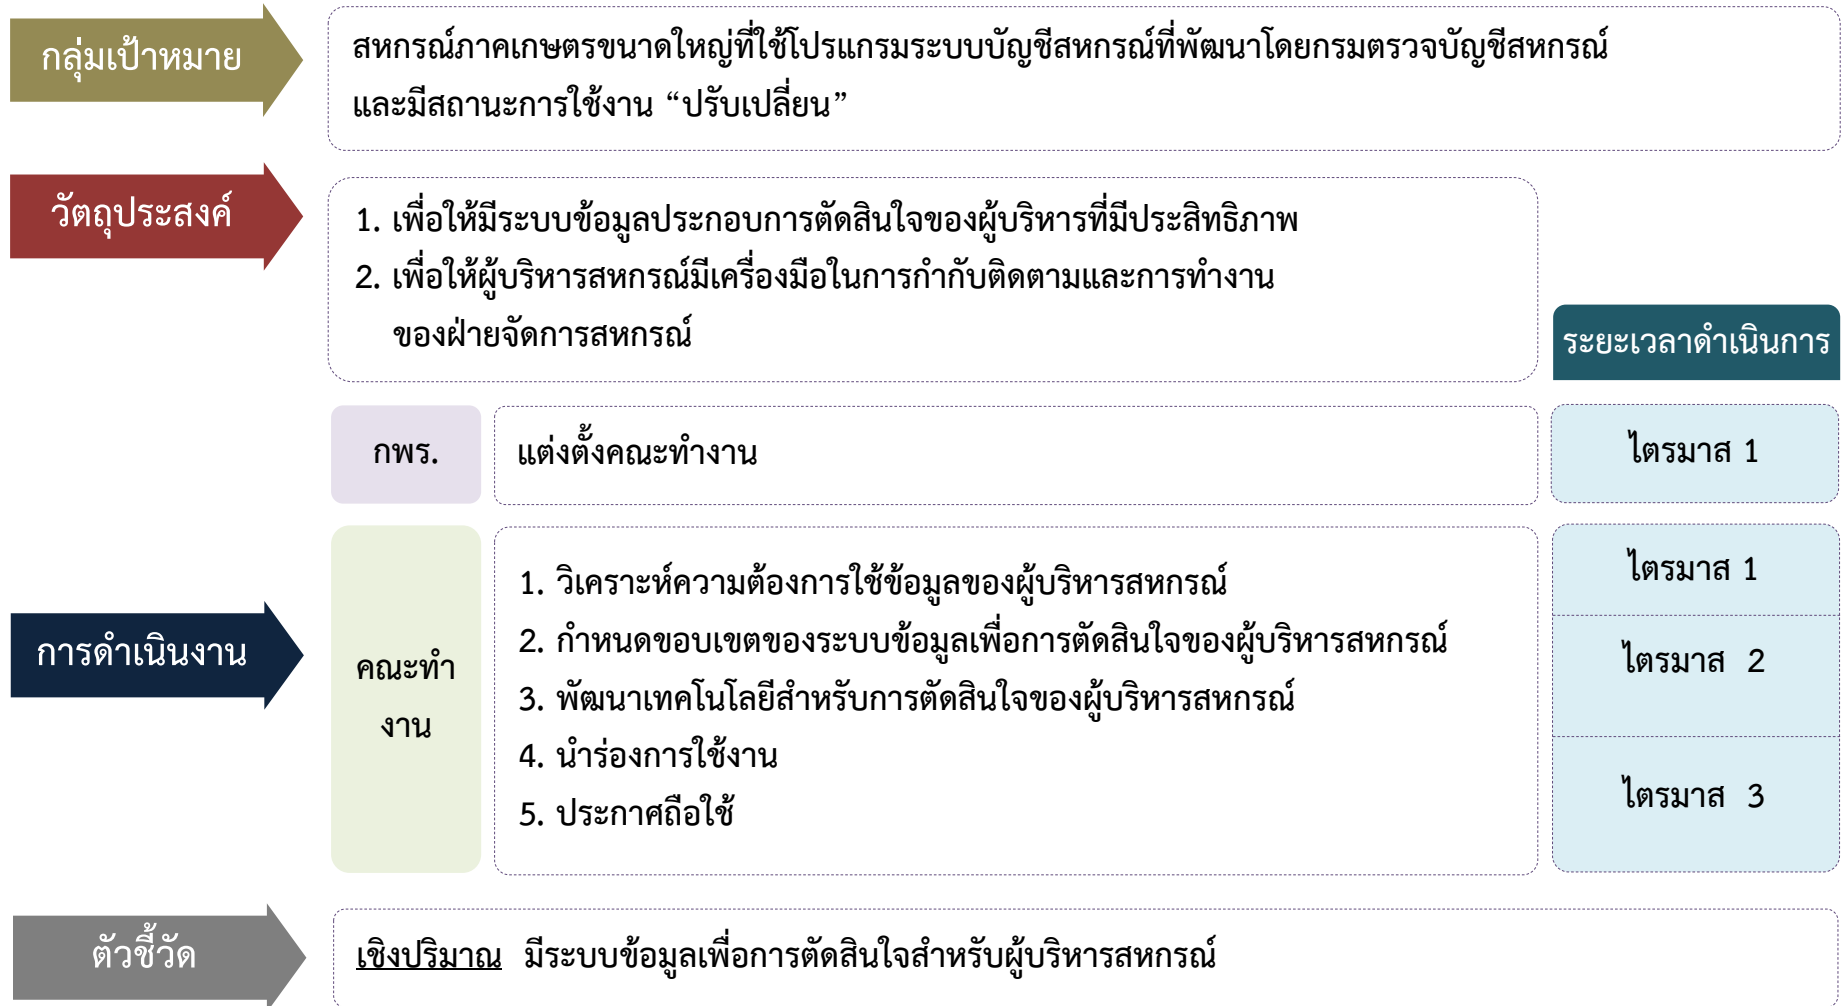 กลุ่มเป้าหมาย
สหกรณ์ภาคเกษตรขนาดใหญ่ที่ใช้โปรแกรมระบบบัญชีสหกรณ์ที่พัฒนาโดยกรมตรวจบัญชีสหกรณ์
และมีสถานะการใช้งาน “ปรับเปลี่ยน”
วัตถุประสงค์
1. เพื่อให้มีระบบข้อมูลประกอบการตัดสินใจของผู้บริหารที่มีประสิทธิภาพ
2. เพื่อให้ผู้บริหารสหกรณ์มีเครื่องมือในการกำกับติดตามและการทำงาน
ของฝ่ายจัดการสหกรณ์
ระยะเวลาดำเนินการ
กพร.
แต่งตั้งคณะทำงาน
ไตรมาส 1
การดำเนินงาน
คณะทำ
งาน
1. วิเคราะห์ความต้องการใช้ข้อมูลของผู้บริหารสหกรณ์
2. กำหนดขอบเขตของระบบข้อมูลเพื่อการตัดสินใจของผู้บริหารสหกรณ์
3. พัฒนาเทคโนโลยีสำหรับการตัดสินใจของผู้บริหารสหกรณ์
4. นำร่องการใช้งาน
5. ประกาศถือใช้
ไตรมาส 1
ไตรมาส 2
ไตรมาส 3
ตัวชี้วัด
เชิงปริมาณ มีระบบข้อมูลเพื่อการตัดสินใจสำหรับผู้บริหารสหกรณ์